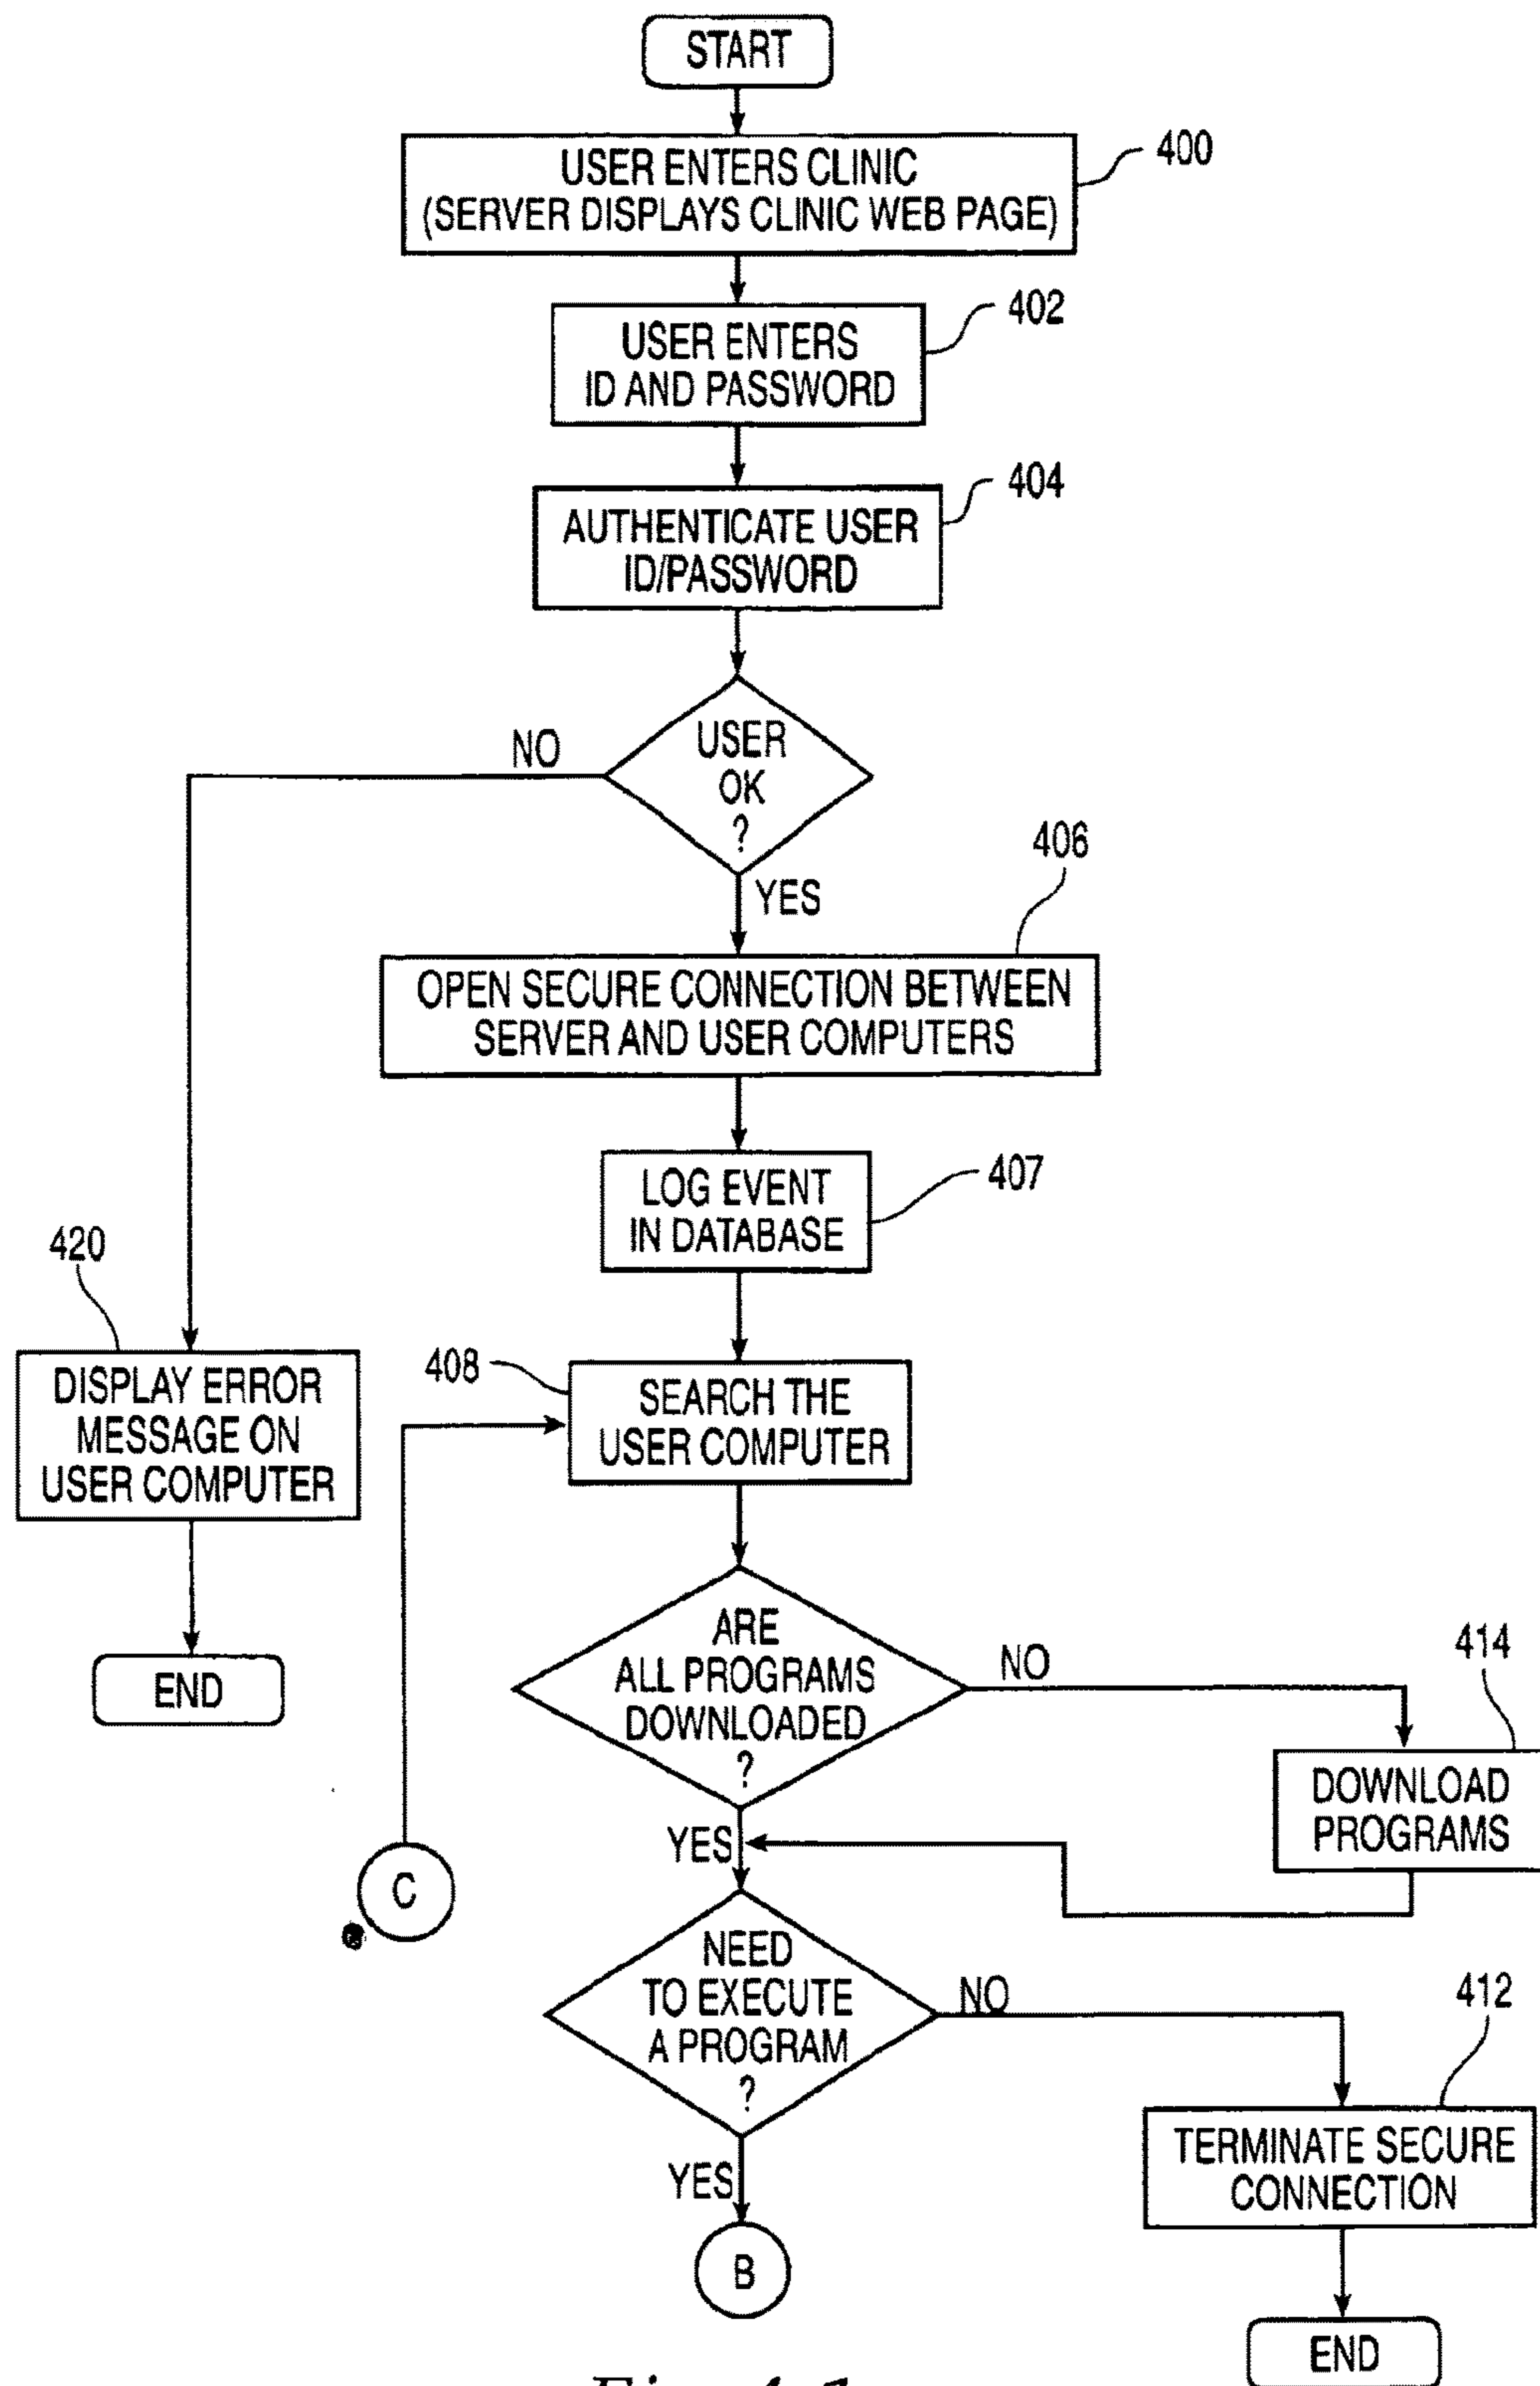 START
USER ENTERS CLINIC
(SERVER DISPLAYS CLINIC WEB PAGE)
400
USER ENTERS
ID AND PASSWORD
402
AUTHENTICATE USER
ID/PASSWORD
404
USER
OK
?
NO
YES
406
OPEN SECURE CONNECTION BETWEEN
SERVER AND USER COMPUTERS
LOG EVENT
IN DATABASE
407
420
DISPLAY ERROR
MESSAGE ON
USER COMPUTER
END
408
SEARCH THE
USER COMPUTER
ARE
ALL PROGRAMS
DOWNLOADED
?
NO
414
DOWNLOAD
PROGRAMS
YES
C
NEED
TO EXECUTE
A PROGRAM
?
NO
412
TERMINATE SECURE
CONNECTION
YES
B
END